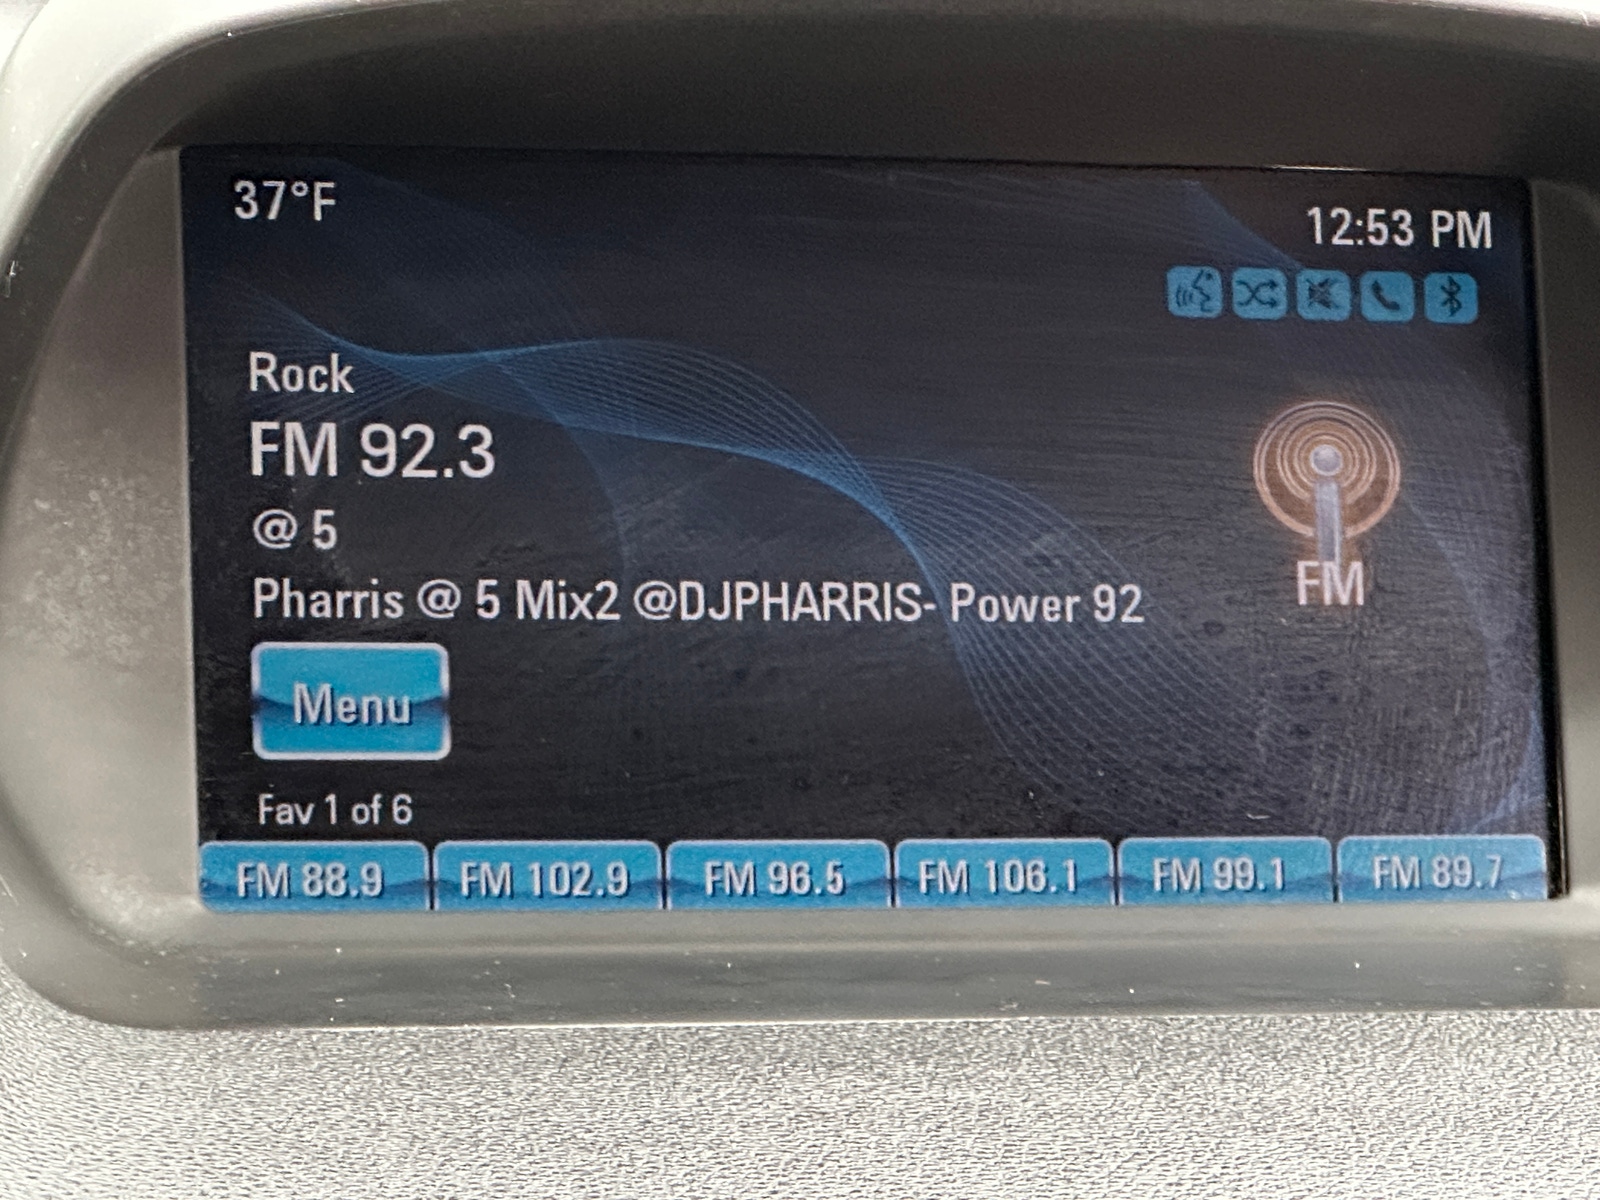 37°F
12:53 PM
Rock
FM 92.3
@ 5
Pharris @ 5 Mix2 @DJPHARRIS- Power 92
FM
Menu
Fav 1 of 6
FM 88.9 FM 102.9 FM 96.5 FM 106.1 FM 99.1 FM 89.7